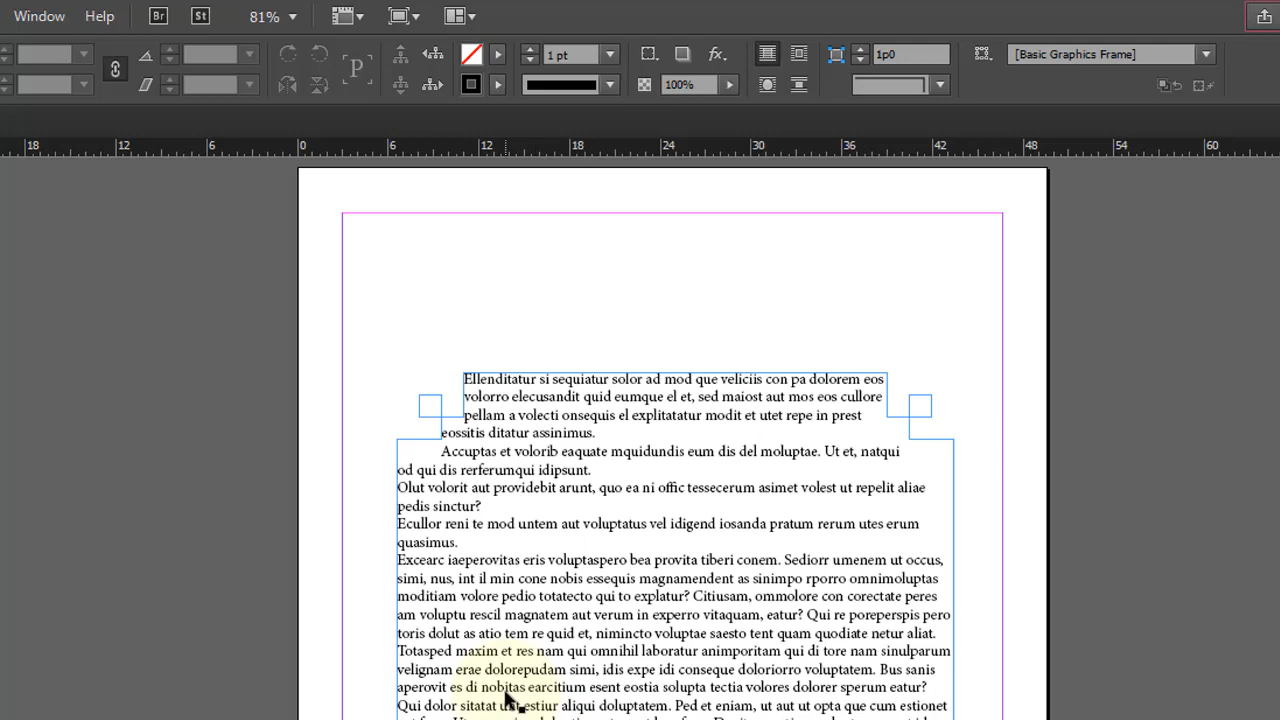 Window Help Br St 81%
1 pt fx. 1p0 [Basic Graphics Frame]
P 100%
18 12 6 0 6 12 18 24 30 36 42 48 54 60
Ellenditatur si sequiatur solor ad mod que veliciis con pa dolorem eos
volorro elecusandit quid eumque el et, sed maiost aut mos eos cullore
pellam a volecti onsequis el explitatatur modit et utet repe in prest
eossitis ditatur assinimus.
Accuptas et volorib eaquate mquidundis eum dis del moluptae. Ut et, natqui
od qui dis rerferumqui idipsunt.
Olut volorit aut providebit arunt, quo ea ni offic tessecerum asimet volest ut repelit aliae
pedis sinctur?
Ecullor reni te mod untem aut voluptatus vel idigend iosanda pratum rerum utes erum
quasimus.
Excearc iaeperovitas eris voluptaspero bea provita tiberi conem. Sediorr umenem ut occus,
simi, nus, int il min cone nobis essequis magnamendent as sinimpo rporro omnimoluptas
moditiam volore pedio totatecto qui to explatur? Citiusam, ommolore con corectate peres
am voluptu rescil magnatem aut verum in experro vitaquam, eatur? Qui re poreperspis pero
toris dolut as atio tem re quid et, nimincto voluptae saesto tent quam quodiate netur aliat.
Totasped maxim et res nam qui omnihil laboratur animporitam qui di tore nam sinulparum
velignam erae dolorepudam simi, idis expe idi conseque doloriorro voluptatem. Bus sanis
aperovit es di nobitas earcitium esent eostia solupta tectia volores dolorer sperum eatur?
Qui dolor sitatat estiur aliqui doluptatem. Ped et eniam, ut aut ut opta que cum estionet